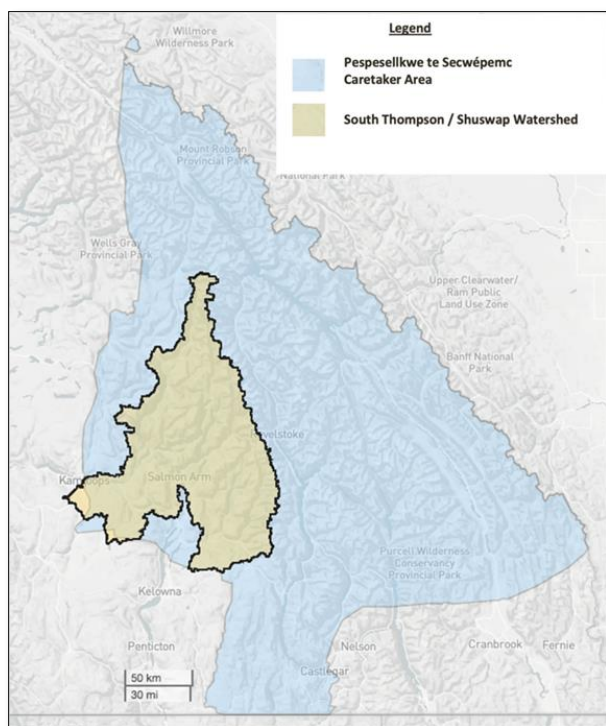 Legend
Pespesellkwe te Secwépemc
Caretaker Area
South Thompson / Shuswap Watershed
Willmore
Wilderness Park
Mount Robson
Provincial Park
National Park
Wells Gray
Provincial Park
Upper Clearwater/
Ram Public
Land Use Zone
Banff National
Park
Revelstoke
Kamloops
Salmon Arm
Purcell Wilderness
Conservancy
Provincial Park
Kelowna
Penticton
Nelson
Cranbrook
Fernie
Castlegar
50 km
30 mi